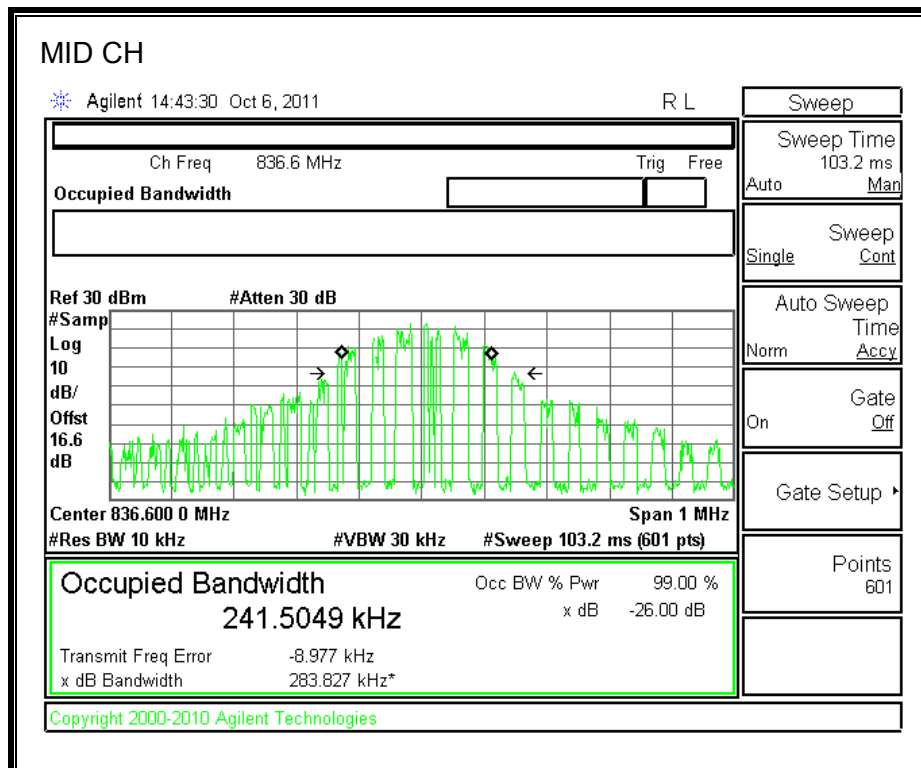 MID CH
Agilent 14:43:30 Oct 6, 2011 R L
Ch Freq 836.6 MHz Trig Free
Occupied Bandwidth
Ref 30 dBm #Atten 30 dB
#Samp
Log
10
dB/
Offst
16.6
dB
Center 836.600 0 MHz Span 1 MHz
#Res BW 10 kHz #VBW 30 kHz #Sweep 103.2 ms (601 pts)
Occupied Bandwidth Occ BW % Pwr 99.00 %
241.5049 kHz x dB -26.00 dB
Transmit Freq Error -8.977 kHz
x dB Bandwidth 283.827 kHz*
Copyright 2000-2010 Agilent Technologies
Sweep
Sweep Time
103.2 ms
Auto Man
Sweep
Single Cont
Auto Sweep
Time
Norm Accy
Gate
On Off
Gate Setup
Points
601